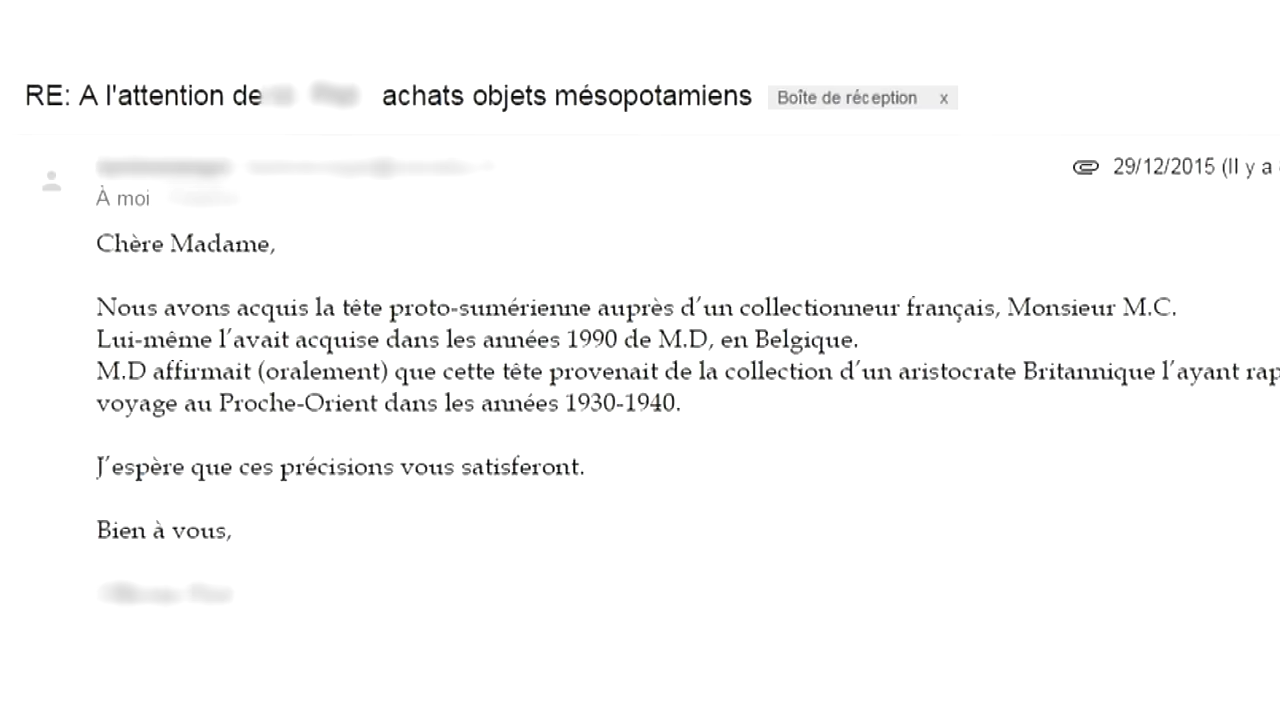 RE: A l'attention de achats objets mésopotamiens Boîte de réception x
29/12/2015 (Il y a
À moi
Chère Madame,
Nous avons acquis la tête proto-sumérienne auprès d'un collectionneur français, Monsieur M.C.
Lui-même l'avait acquise dans les années 1990 de M.D, en Belgique.
M.D affirmait (oralement) que cette tête provenait de la collection d'un aristocrate Britannique l'ayant rap
voyage au Proche-Orient dans les années 1930-1940.
J'espère que ces précisions vous satisferont.
Bien à vous,